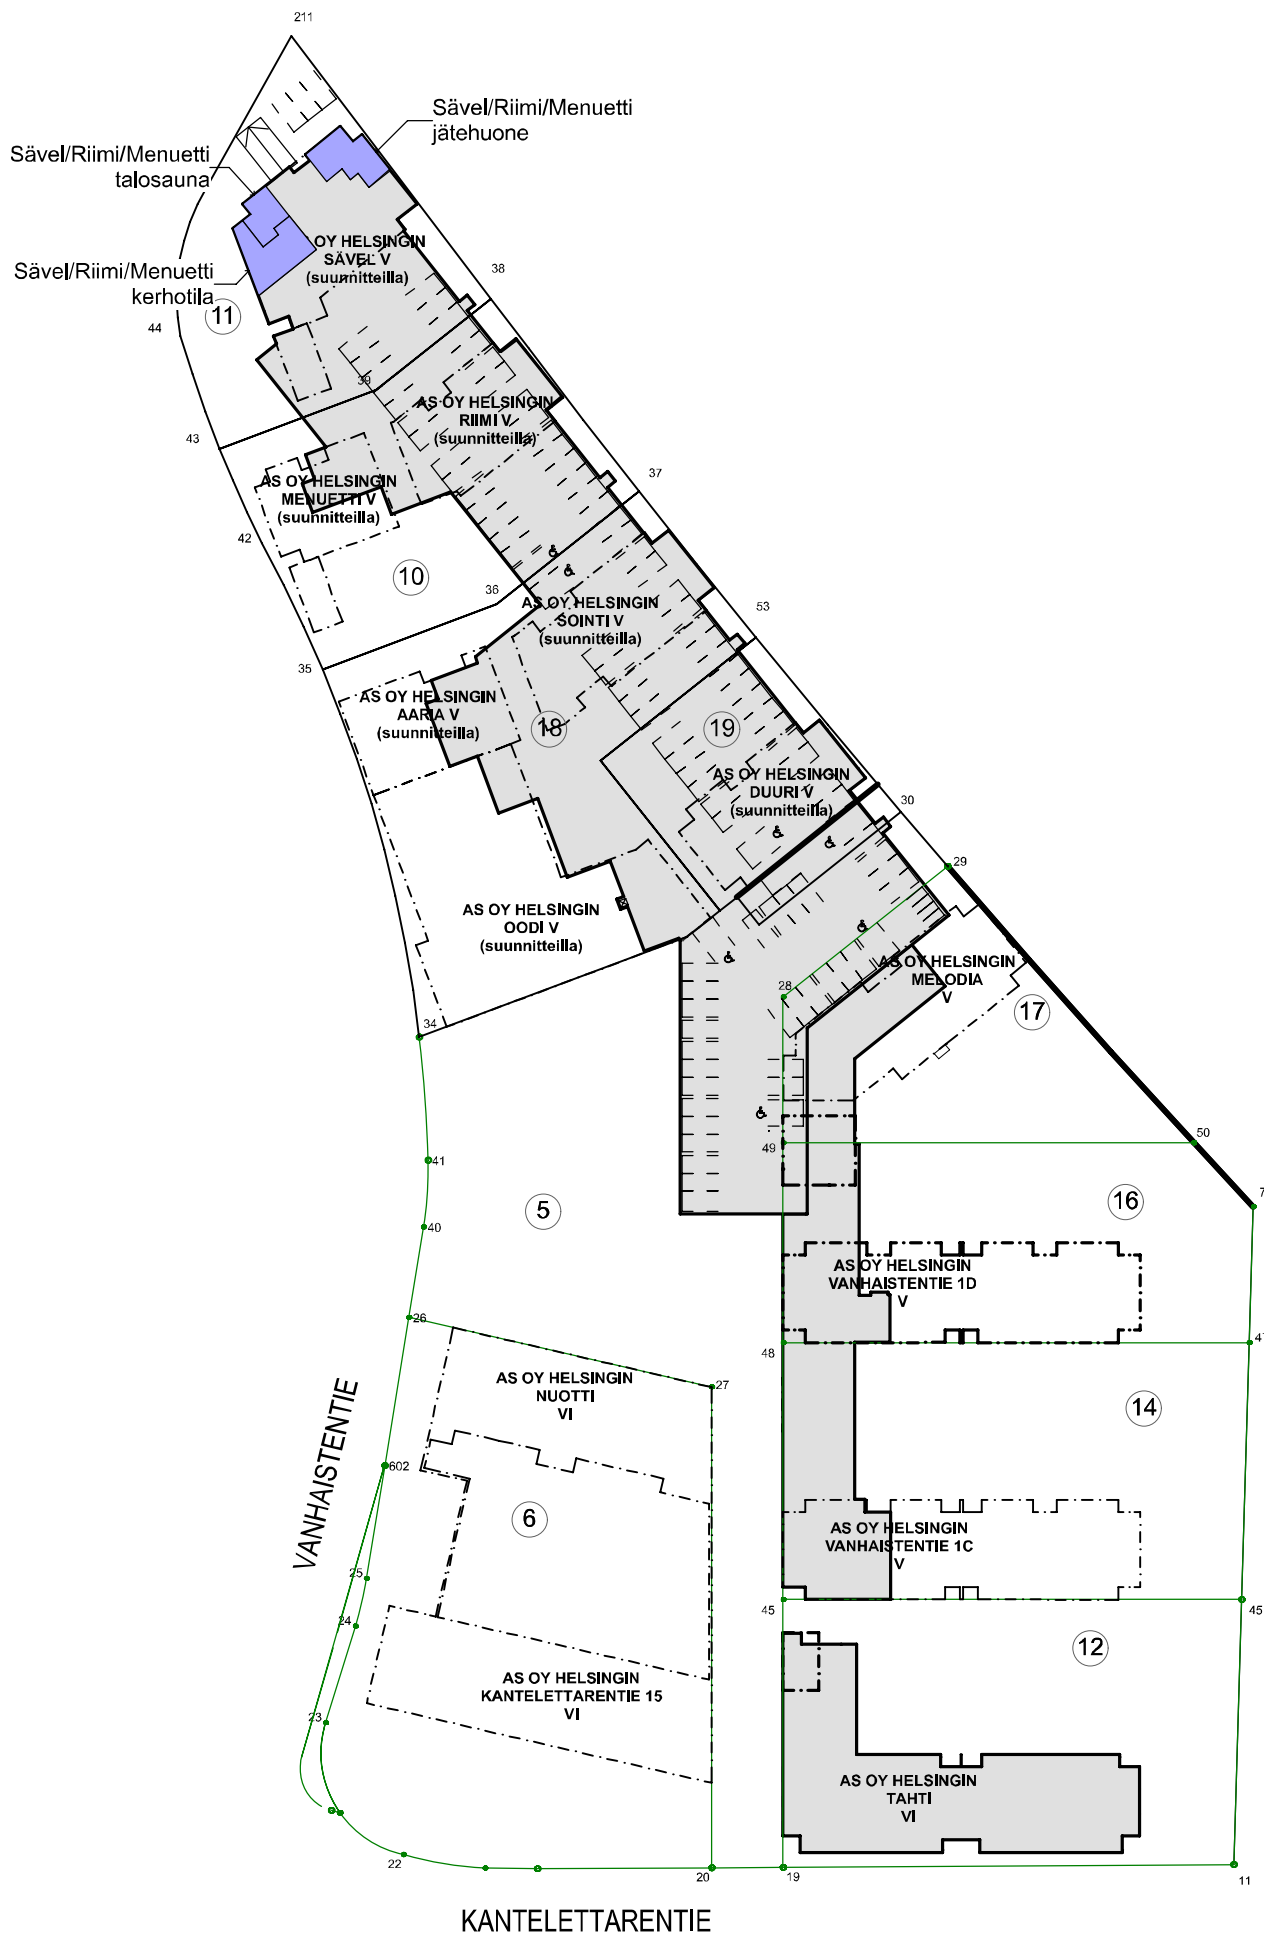 211
Sävel/Riimi/Menuetti
jätehuone
Sävel/Riimi/Menuetti
talosauna
OY HELSINGIN
SÄVEL V
(suunnitteilla)
Sävel/Riimi/Menuetti
kerhotila
38
11
44
39
AS OY HELSINGIN
RIIMI V
(suunnitteilla)
43
37
AS OY HELSINGIN
MENUETTI V
(suunnitteilla)
42
10
36
AS OY HELSINGIN
SOINTI V
(suunnitteilla)
53
35
AS OY HELSINGIN
AARIA V
(suunnitteilla)
18
19
AS OY HELSINGIN
DUURI V
(suunnitteilla)
30
29
AS OY HELSINGIN
OODI V
(suunnitteilla)
AS OY HELSINGIN
MELODIA
V
28
17
34
49
50
41
5
16
7
40
AS OY HELSINGIN
VANHAISTENTIE 1D
V
26
48
47
AS OY HELSINGIN
NUOTTI
VI
27
14
VANHAISTENTIE
602
6
AS OY HELSINGIN
VANHAISTENTIE 1C
V
25
45
45
24
12
AS OY HELSINGIN
KANTELETTARENTIE 15
VI
23
AS OY HELSINGIN
TAHTI
VI
22
20
19
11
KANTELETTARENTIE